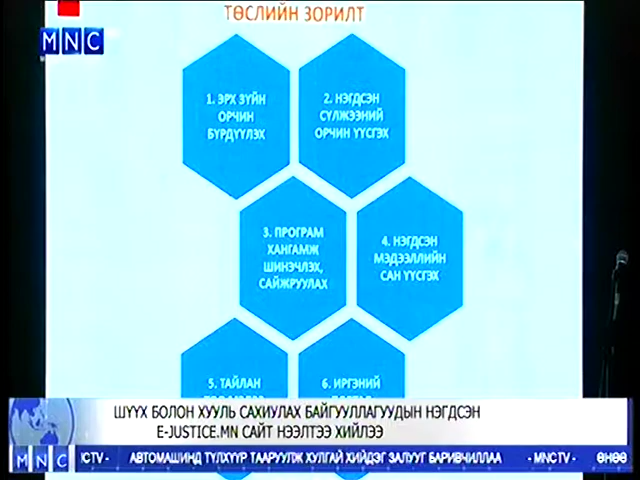 ТӨСЛИЙН ЗОРИЛТ
MNC
1. ЭРХ ЗҮЙН
ОРЧИН
БҮРДҮҮЛЭХ
2. НЭГДСЭН
СҮЛЖЭЭНИЙ
ОРЧИН ҮҮСГЭХ
3. ПРОГРАМ
ХАНГАМЖ
ШИНЭЧЛЭХ,
САЙЖРУУЛАХ
4. НЭГДСЭН
МЭДЭЭЛЛИЙН
САН ҮҮСГЭХ
5. ТАЙЛАН
6. ИРГЭНИЙ
ШҮҮХ БОЛОН ХУУЛЬ САХИУЛАХ БАЙГУУЛЛАГУУДЫН НЭГДСЭН
E-JUSTICE.MN САЙТ НЭЭЛТЭЭ ХИЙЛЭЭ
MNC
CTV - АВТОМАШИНД ТҮЛХҮҮР ТААРУУЛЖ ХУЛГАЙ ХИЙДЭГ ЗАЛУУГ БАРИВЧИЛЛАА - MNCTV - ӨНӨӨ